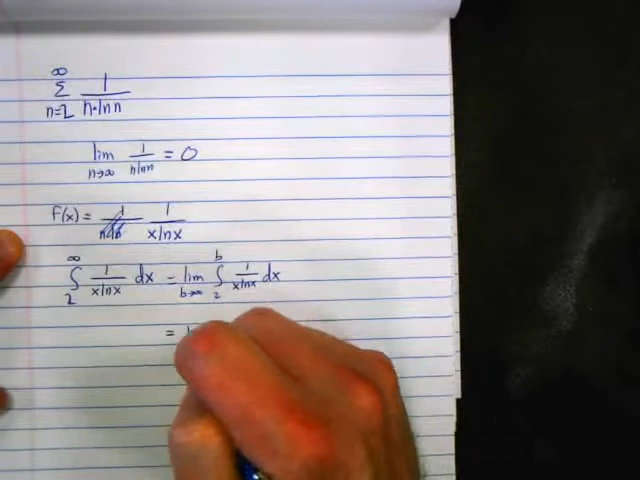 ∞ Σ n=2 1/(n·ln n)
lim n→∞ 1/(n ln n) = 0
f(x) = 1/(x ln x)
∫ 2 ∞ 1/(x ln x) dx = lim b→∞ ∫ 2 b 1/(x ln x) dx
=